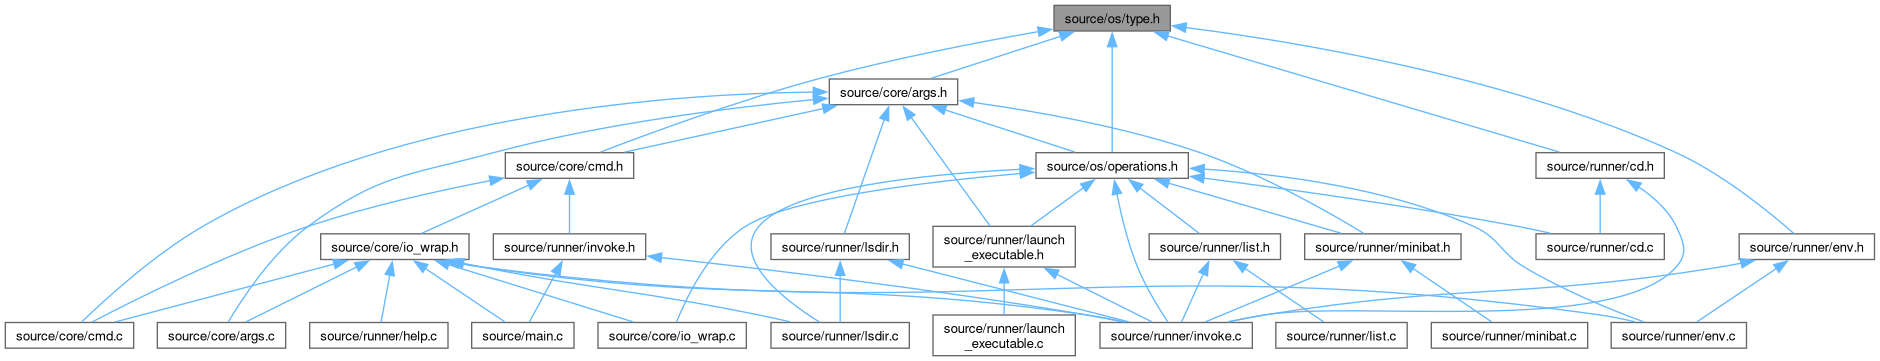 source/os/type.h
source/core/args.h
source/core/cmd.h
source/os/operations.h
source/runner/cd.h
source/core/io_wrap.h
source/runner/invoke.h
source/runner/lsdir.h
source/runner/launch
_executable.h
source/runner/list.h
source/runner/minibat.h
source/runner/cd.c
source/runner/env.h
source/core/cmd.c
source/core/args.c
source/runner/help.c
source/main.c
source/core/io_wrap.c
source/runner/lsdir.c
source/runner/launch
_executable.c
source/runner/invoke.c
source/runner/list.c
source/runner/minibat.c
source/runner/env.c